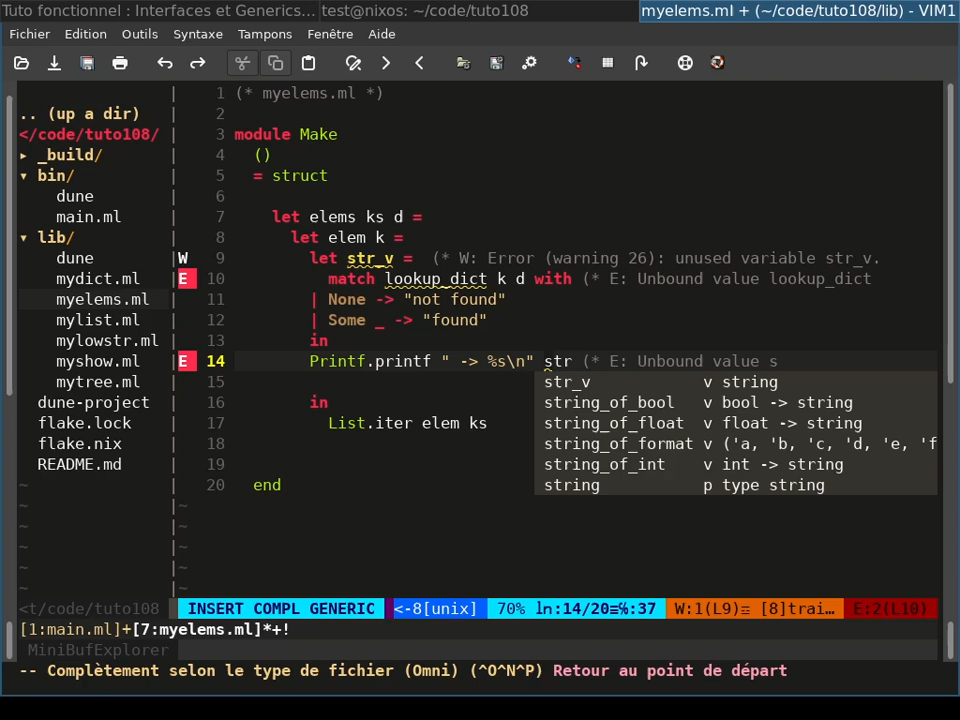 Tuto fonctionnel : Interfaces et Generics... test@nixos: ~/code/tuto108 myelems.ml + (~/code/tuto108/lib) - VIM1
Fichier Edition Outils Syntaxe Tampons Fenêtre Aide
1 (* myelems.ml *)
.. (up a dir) 2
</code/tuto108/ 3 module Make
▸ _build/ 4 ()
▾ bin/ 5 = struct
dune 6
main.ml 7 let elems ks d =
▾ lib/ 8 let elem k =
dune W 9 let str_v = (* W: Error (warning 26): unused variable str_v.
mydict.ml E 10 match lookup_dict k d with (* E: Unbound value lookup_dict
myelems.ml 11 | None -> "not found"
mylist.ml 12 | Some _ -> "found"
mylowstr.ml 13 in
myshow.ml E 14 Printf.printf " -> %s\n" str (* E: Unbound value s
mytree.ml 15 str_v v string
dune-project 16 in string_of_bool v bool -> string
flake.lock 17 List.iter elem ks string_of_float v float -> string
flake.nix 18 string_of_format v ('a, 'b, 'c, 'd, 'e, 'f
README.md 19 string_of_int v int -> string
~ 20 end string p type string
~ ~
~ ~
~ ~
~ ~
~ ~
<t/code/tuto108 INSERT COMPL GENERIC <-8[unix] 70% ln:14/20≡%:37 W:1(L9)☲ [8]trai… E:2(L10)
[1:main.ml]+[7:myelems.ml]*+!
MiniBufExplorer
-- Complètement selon le type de fichier (Omni) (^O^N^P) Retour au point de départ